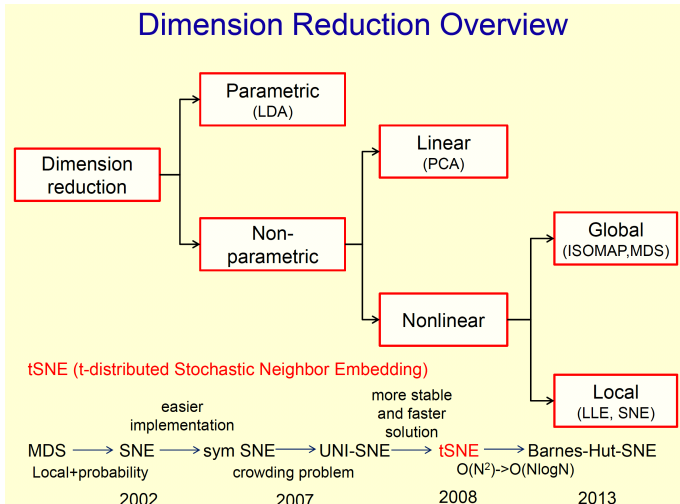 Dimension Reduction Overview
Parametric
(LDA)
Linear
(PCA)
Dimension
reduction
Non-
parametric
Global
(ISOMAP,MDS)
Nonlinear
tSNE (t-distributed Stochastic Neighbor Embedding)
Local
(LLE, SNE)
easier
implementation
more stable
and faster
solution
MDS SNE sym SNE UNI-SNE tSNE Barnes-Hut-SNE
Local+probability crowding problem O(N²)->O(NlogN)
2002 2007 2008 2013